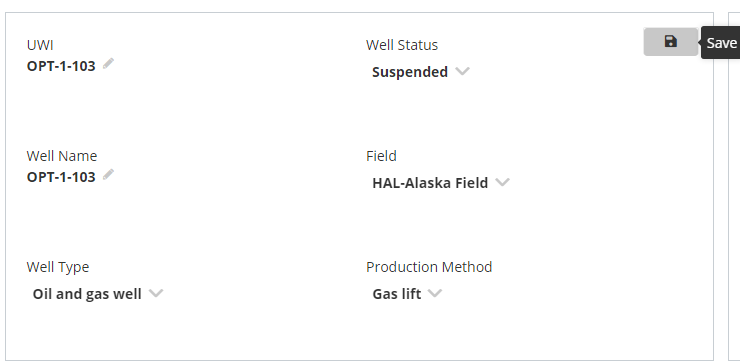 UWI
OPT-1-103
Well Status
Suspended
Save
Well Name
OPT-1-103
Field
HAL-Alaska Field
Well Type
Oil and gas well
Production Method
Gas lift